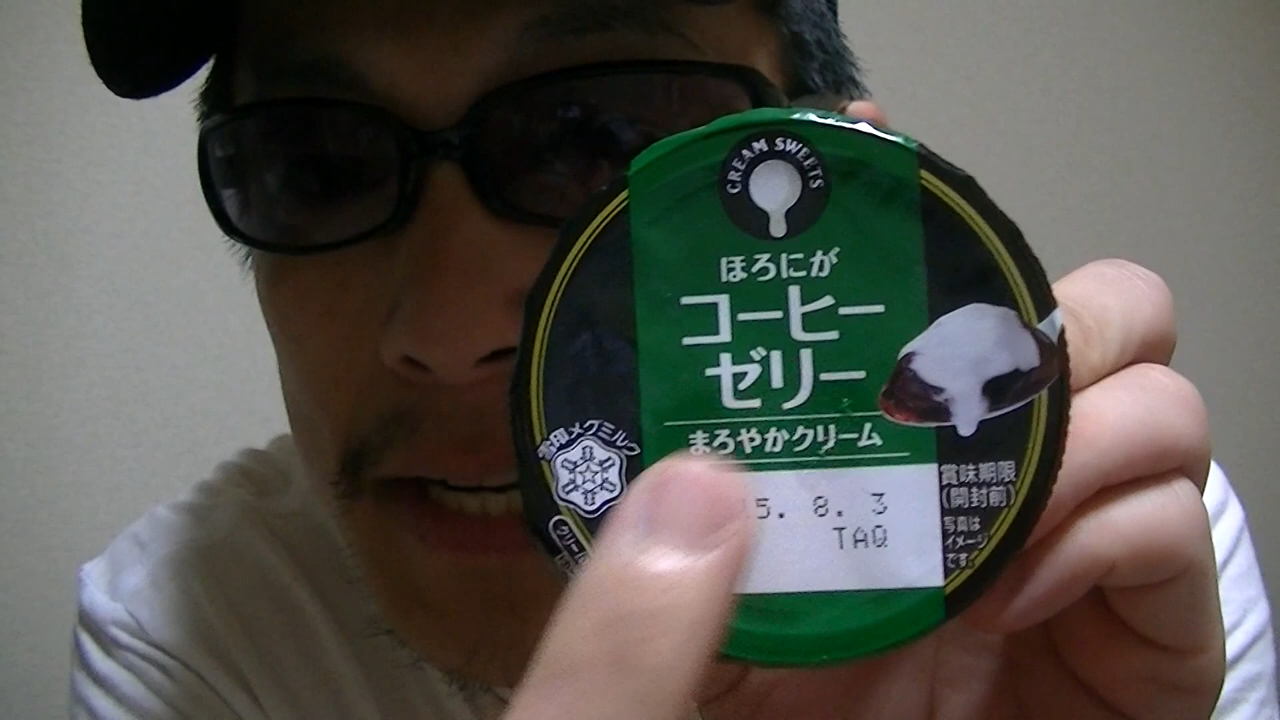 CREAM SWEETS
ほろにが
コーヒー
ゼリー
まろやかクリーム
雪印メグミルク
5. 8. 3
TAQ
賞味期限
(開封前)
写真は
イメージ
です。